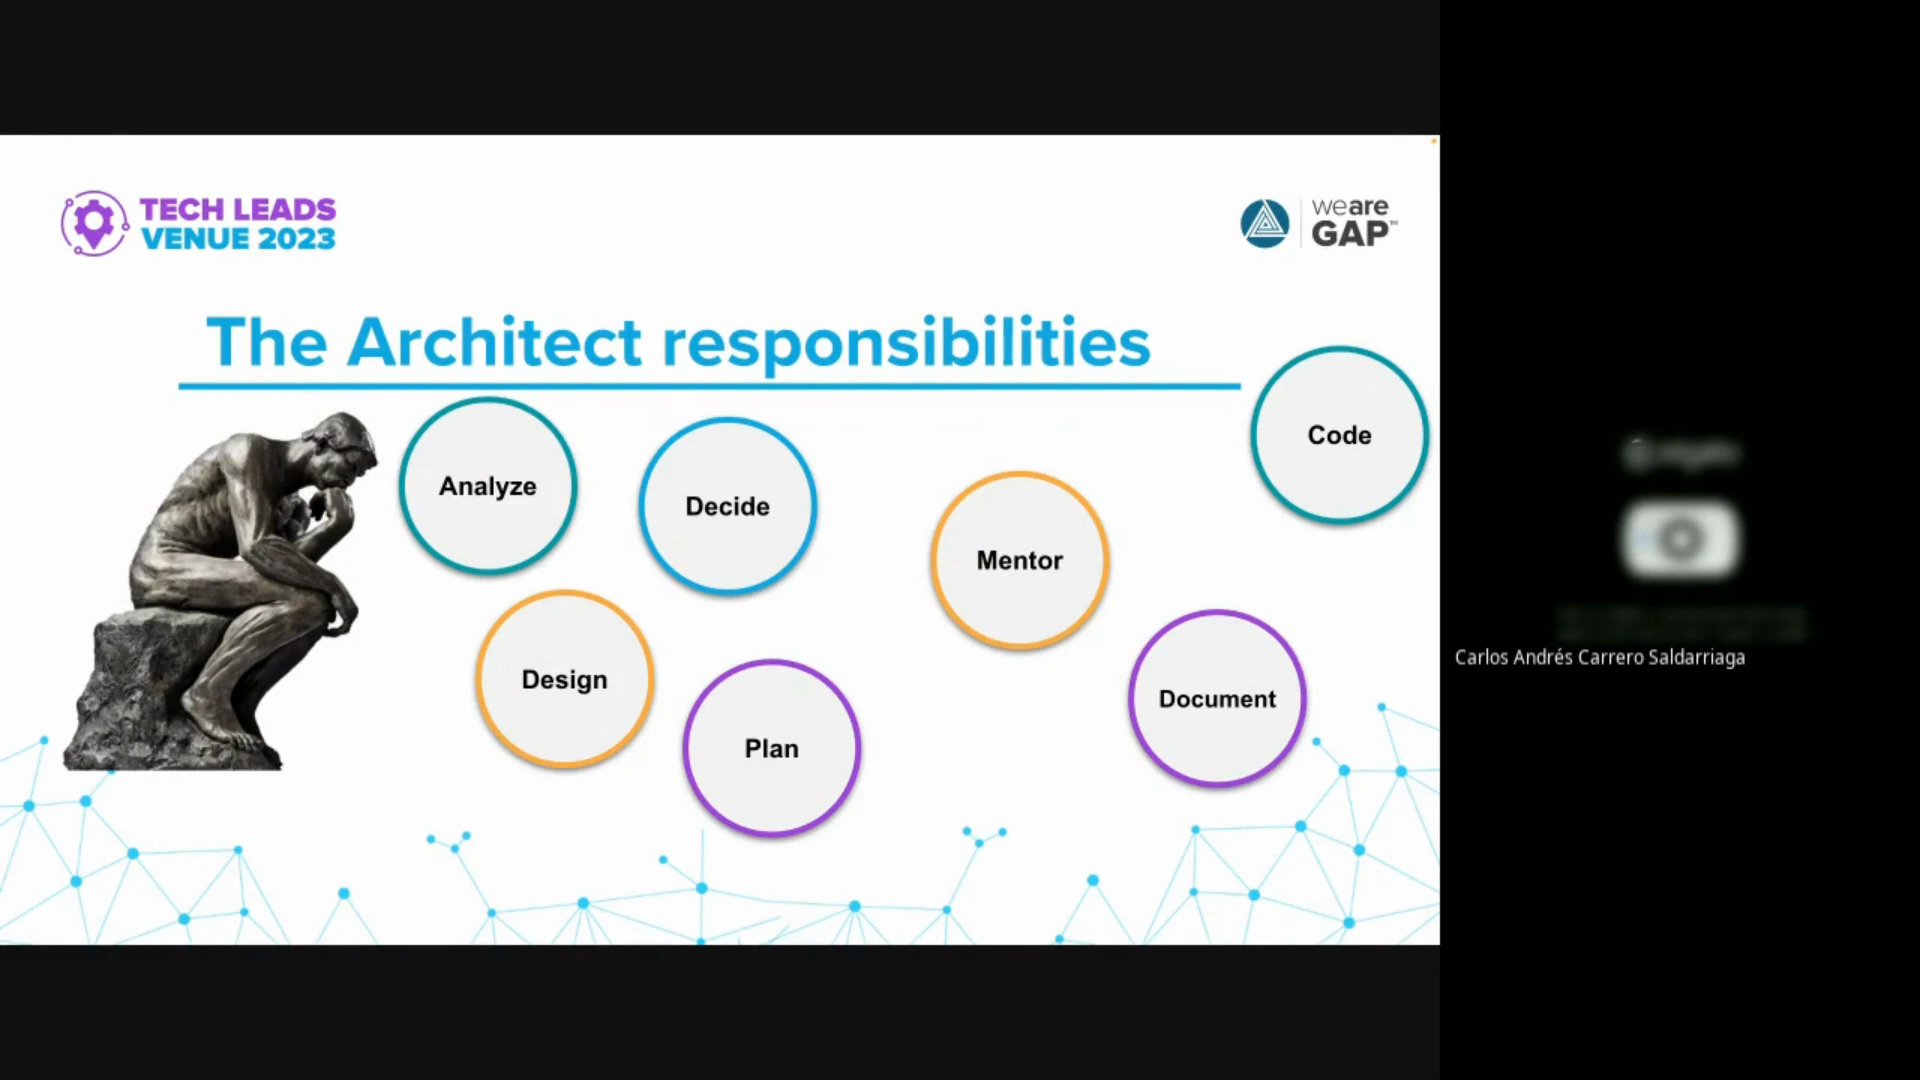 TECH LEADS
VENUE 2023
weare
GAP™
The Architect responsibilities
Code
Analyze
Decide
Mentor
Design
Document
Plan
Carlos Andrés Carrero Saldarriaga